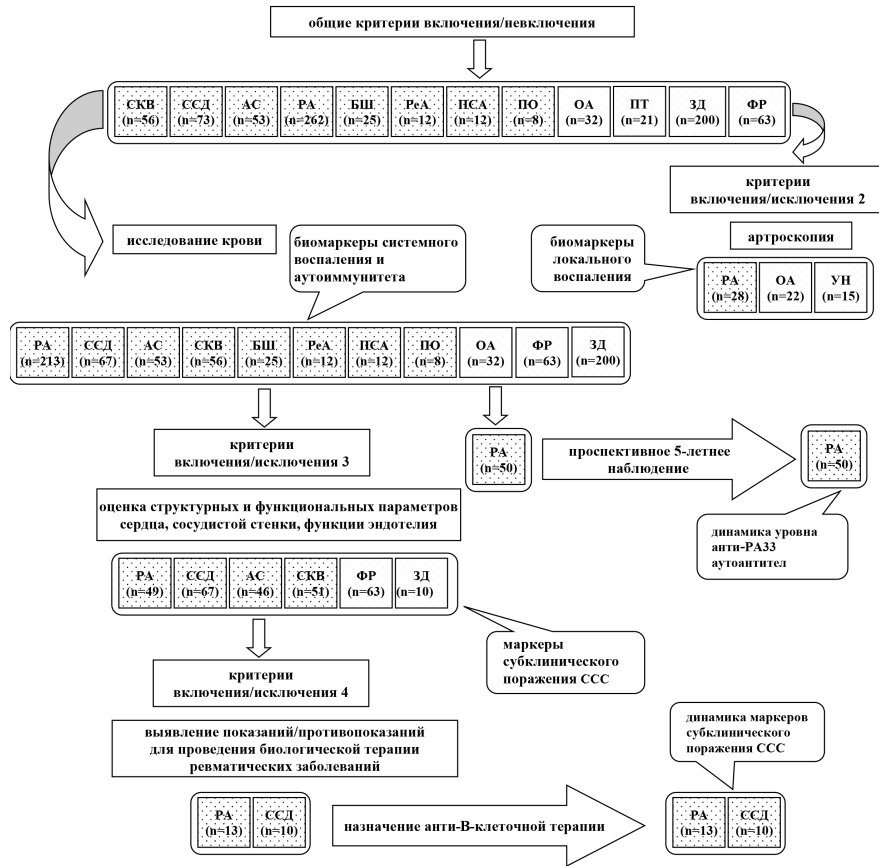 общие критерии включения/невключения
СКВ ССД АС РА БШ РеА ПСА ПО ОА ПТ ЗД ФР
(n=56) (n=73) (n=53) (n=262) (n=25) (n=12) (n=12) (n=8) (n=32) (n=21) (n=200) (n=63)
критерии
включения/исключения 2
исследование крови
биомаркеры системного
воспаления и
аутоиммунитета
биомаркеры
локального
воспаления
артроскопия
РА ОА УН
(n=28) (n=22) (n=15)
РА ССД АС СКВ БШ РеА ПСА ПО ОА ФР ЗД
(n=213) (n=67) (n=53) (n=56) (n=25) (n=12) (n=12) (n=8) (n=32) (n=63) (n=200)
критерии
включения/исключения 3
РА
(n=50)
проспективное 5-летнее
наблюдение
РА
(n=50)
оценка структурных и функциональных параметров
сердца, сосудистой стенки, функции эндотелия
динамика уровна
анти-РА33
аутоантител
РА ССД АС СКВ ФР ЗД
(n=49) (n=67) (n=46) (n=51) (n=63) (n=10)
маркеры
субклинического
поражения ССС
критерии
включения/исключения 4
выявление показаний/противопоказаний
для проведения биологической терапии
ревматических заболеваний
динамика маркеров
субклинического
поражения ССС
РА ССД
(n=13) (n=10)
назначение анти-В-клеточной терапии
РА ССД
(n=13) (n=10)